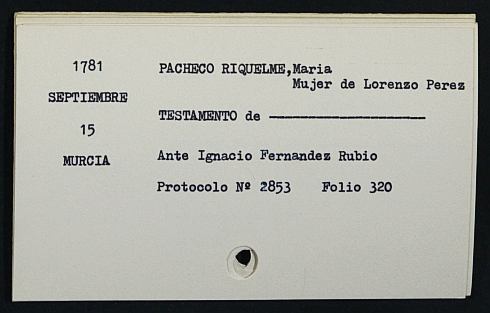 1781
SEPTIEMBRE
15
MURCIA
PACHECO RIQUELME,Maria
Mujer de Lorenzo Perez
TESTAMENTO de ——————————
Ante Ignacio Fernandez Rubio
Protocolo Nº 2853 Folio 320